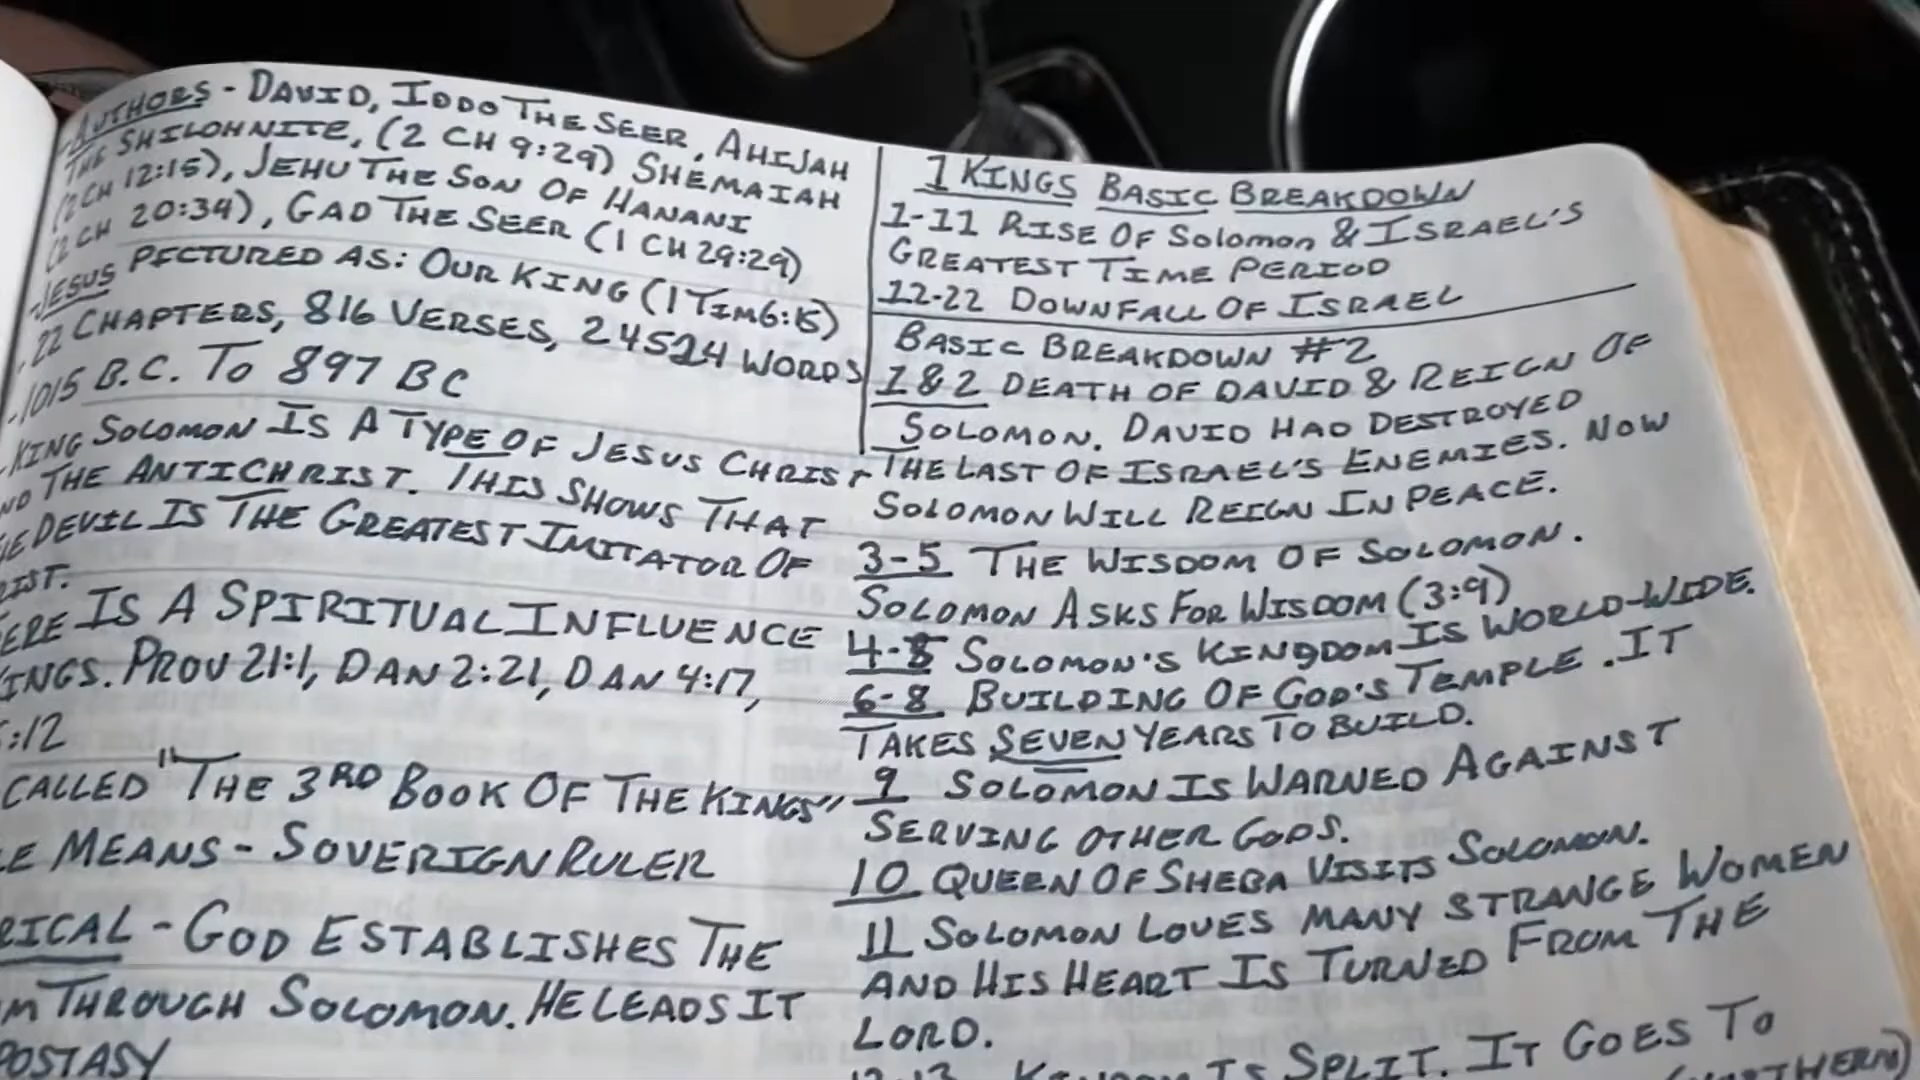 -AUTHORS - DAVID, IDDO THE SEER, AHIJAH
THE SHILOHNITE, (2 CH 9:29) SHEMAIAH
(2 CH 12:15), JEHU THE SON OF HANANI
(2 CH 20:34), GAD THE SEER (1 CH 29:29)
-JESUS PICTURED AS: OUR KING (1 TIM 6:15)
-22 CHAPTERS, 816 VERSES, 24524 WORDS
-1015 B.C. TO 897 BC
-KING SOLOMON IS A TYPE OF JESUS CHRIST
THE ANTICHRIST. THIS SHOWS THAT
DEVIL IS THE GREATEST IMITATOR OF
IS A SPIRITUAL INFLUENCE
PROV 21:1, DAN 2:21, DAN 4:17,
:12
CALLED "THE 3RD BOOK OF THE KINGS"
MEANS - SOVERIGN RULER
- GOD ESTABLISHES THE
THROUGH SOLOMON. HE LEADS IT
1 KINGS BASIC BREAKDOWN
1-11 RISE OF SOLOMON & ISRAEL'S
GREATEST TIME PERIOD
12-22 DOWNFALL OF ISRAEL
BASIC BREAKDOWN #2
1&2 DEATH OF DAVID & REIGN OF
SOLOMON. DAVID HAD DESTROYED
THE LAST OF ISRAEL'S ENEMIES. NOW
SOLOMON WILL REIGN IN PEACE.
3-5 THE WISDOM OF SOLOMON.
SOLOMON ASKS FOR WISDOM (3:9)
4-5 SOLOMON'S KINGDOM IS WORLD-WIDE.
6-8 BUILDING OF GOD'S TEMPLE. IT
TAKES SEVEN YEARS TO BUILD.
9 SOLOMON IS WARNED AGAINST
SERVING OTHER GODS.
10 QUEEN OF SHEBA VISITS SOLOMON.
11 SOLOMON LOVES MANY STRANGE WOMEN
AND HIS HEART IS TURNED FROM THE
LORD.
IS SPLIT. IT GOES TO